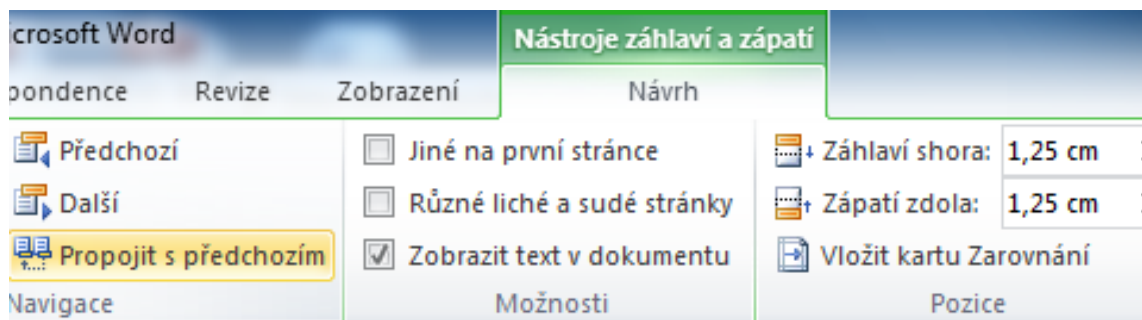 crosoft Word Nástroje záhlaví a zápatí
pondence Revize Zobrazení Návrh
Předchozí Jiné na první stránce Záhlaví shora: 1,25 cm
Další Různé liché a sudé stránky Zápatí zdola: 1,25 cm
Propojit s předchozím Zobrazit text v dokumentu Vložit kartu Zarovnání
Navigace Možnosti Pozice